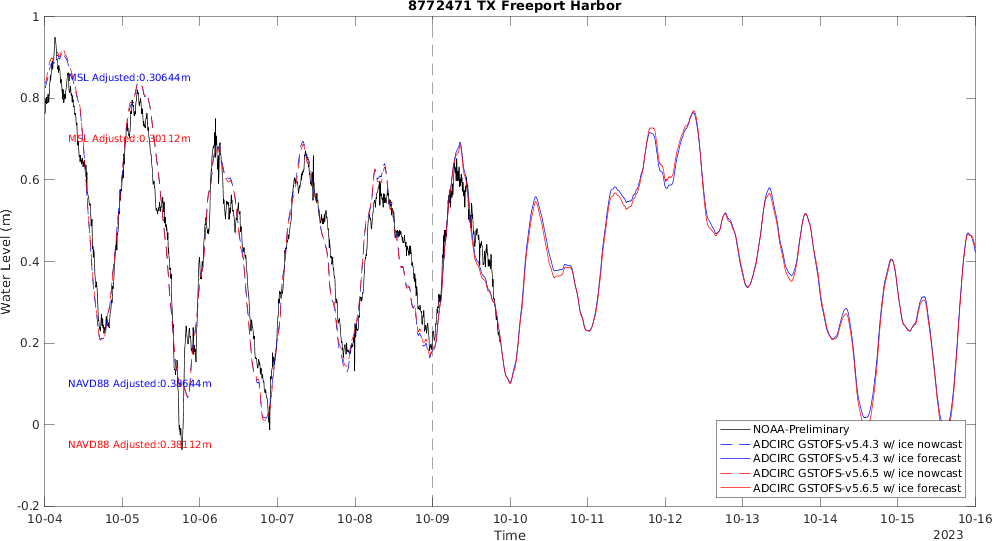 8772471 TX Freeport Harbor
1
0.8
0.6
0.4
0.2
0
-0.2
Water Level (m)
MSL Adjusted:0.30644m
MSL Adjusted:0.30112m
NAVD88 Adjusted:0.38644m
NAVD88 Adjusted:0.38112m
NOAA-Preliminary
ADCIRC GSTOFS-v5.4.3 w/ ice nowcast
ADCIRC GSTOFS-v5.4.3 w/ ice forecast
ADCIRC GSTOFS-v5.6.5 w/ ice nowcast
ADCIRC GSTOFS-v5.6.5 w/ ice forecast
10-04 10-05 10-06 10-07 10-08 10-09 10-10 10-11 10-12 10-13 10-14 10-15 10-16
Time
2023